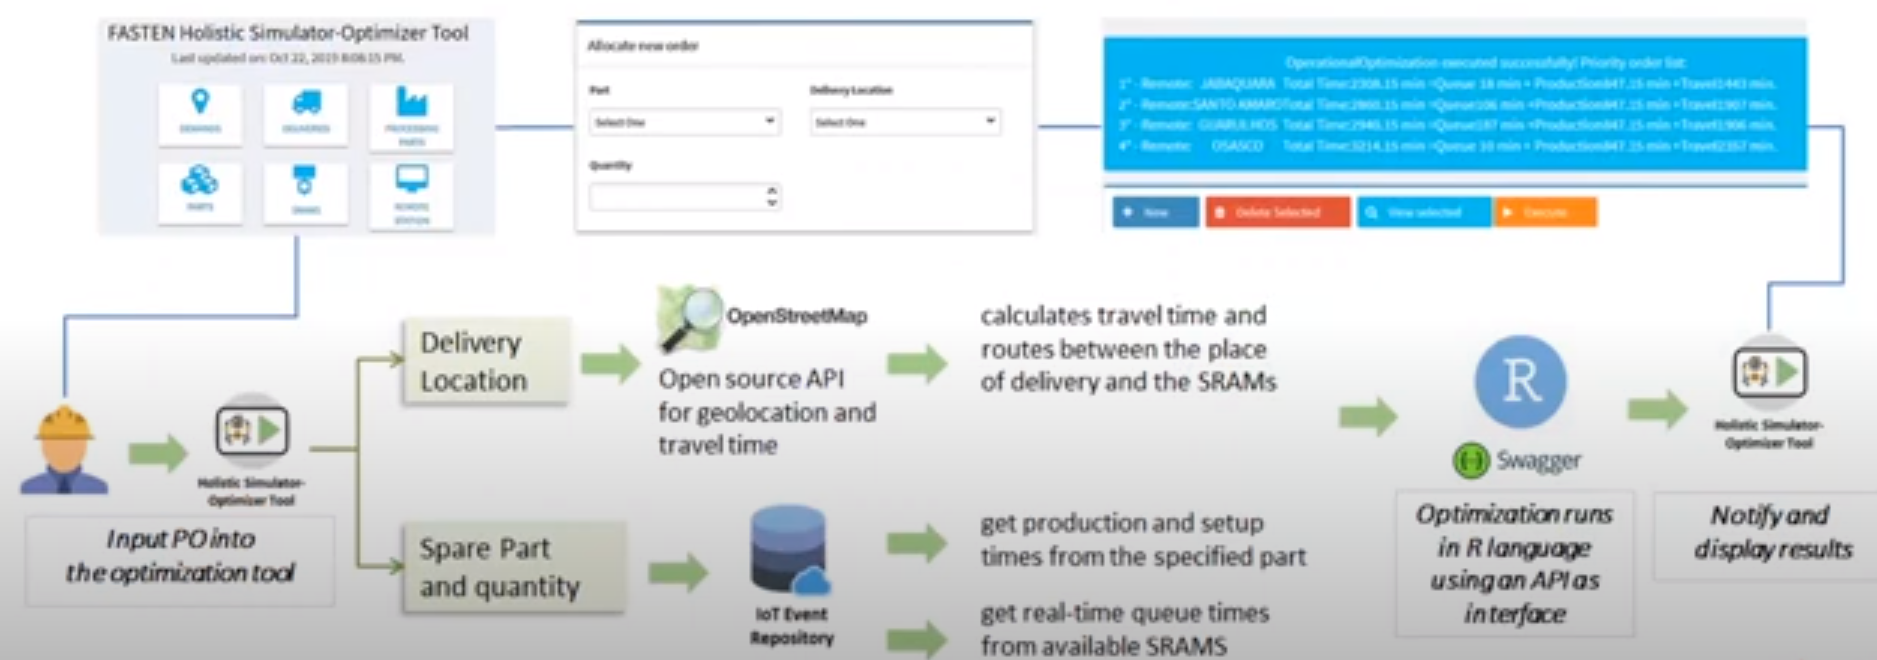 FASTEN Holistic Simulator-Optimizer Tool
Last updated on: Oct 22, 2019 8:06:15 PM.
DEMANDS
DELIVERIES
PROCESSING
PARTS
PARTS
SRAMS
REMOTE
STATION
Allocate new order
Part
Delivery Location
Select One
Select One
Quantity
OperationalOptimization executed successfully! Priority order list:
1° - Remote: JABAQUARA Total Time:2308.15 min =Queue 18 min + Production847.15 min +Travel1443 min.
2° - Remote:SANTO AMARO Total Time:2860.15 min =Queue106 min +Production847.15 min +Travel1907 min.
3° - Remote: GUARULHOS Total Time:2940.15 min =Queue187 min +Production847.15 min +Travel1906 min.
4° - Remote: OSASCO Total Time:3214.15 min =Queue 10 min + Production847.15 min +Travel2357 min.
New
Delete Selected
View selected
Execute
Delivery
Location
OpenStreetMap
Open source API
for geolocation and
travel time
calculates travel time and
routes between the place
of delivery and the SRAMs
Holistic Simulator-
Optimizer Tool
Input PO into
the optimization tool
Spare Part
and quantity
IoT Event
Repository
get production and setup
times from the specified part
get real-time queue times
from available SRAMS
R
Swagger
Optimization runs
in R language
using an API as
interface
Holistic Simulator-
Optimizer Tool
Notify and
display results